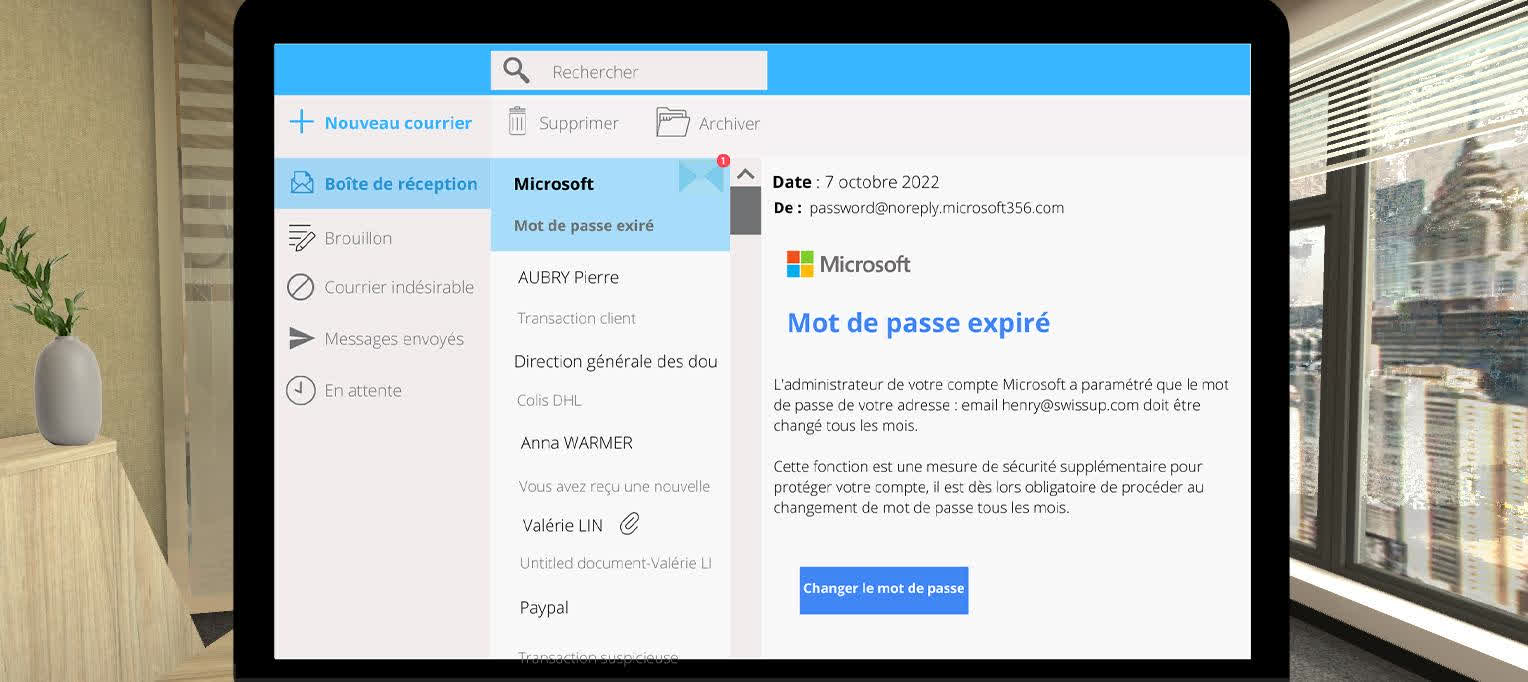 Rechercher
Nouveau courrier
Supprimer
Archiver
Boîte de réception
Brouillon
Courrier indésirable
Messages envoyés
En attente
1
Microsoft
Mot de passe exiré
AUBRY Pierre
Transaction client
Direction générale des dou
Colis DHL
Anna WARMER
Vous avez reçu une nouvelle
Valérie LIN
Untitled document-Valérie LI
Paypal
Transaction suspicieuse
Date : 7 octobre 2022
De : password@noreply.microsoft356.com
Microsoft
Mot de passe expiré
L'administrateur de votre compte Microsoft a paramétré que le mot
de passe de votre adresse : email henry@swissup.com doit être
changé tous les mois.
Cette fonction est une mesure de sécurité supplémentaire pour
protéger votre compte, il est dès lors obligatoire de procéder au
changement de mot de passe tous les mois.
Changer le mot de passe